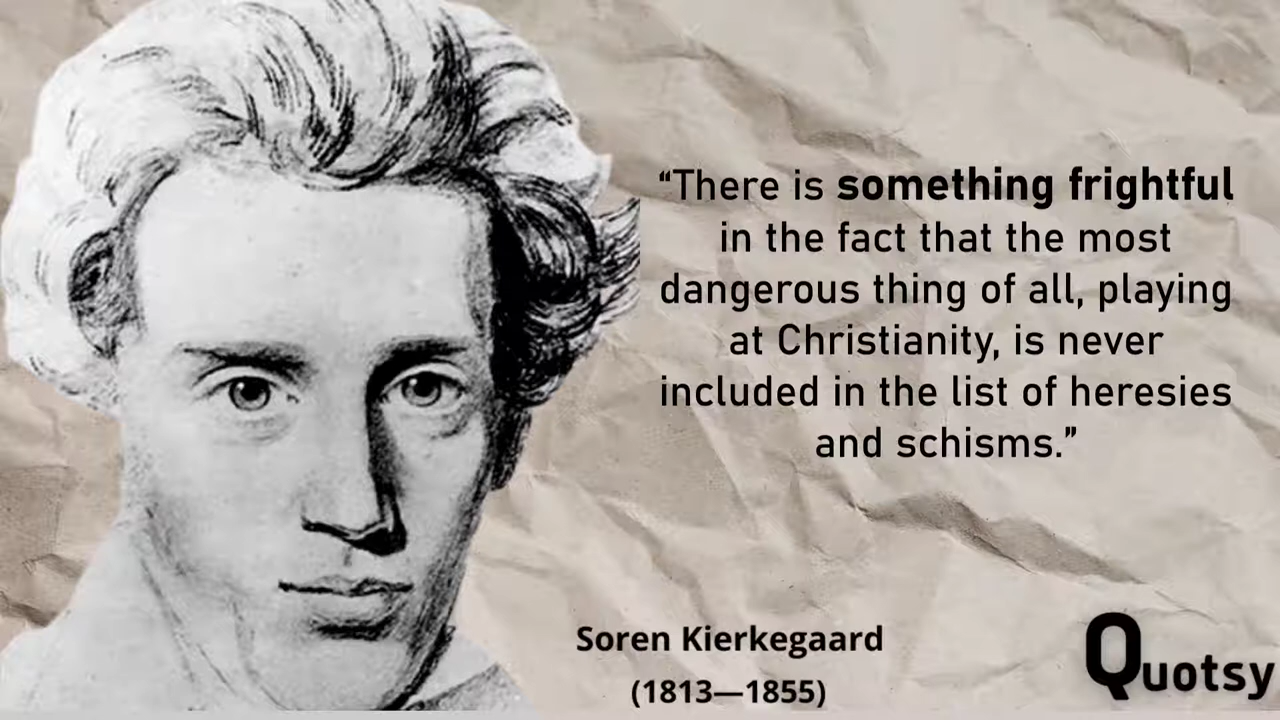 “There is something frightful
in the fact that the most
dangerous thing of all, playing
at Christianity, is never
included in the list of heresies
and schisms.”
Soren Kierkegaard
(1813—1855)
Quotsy